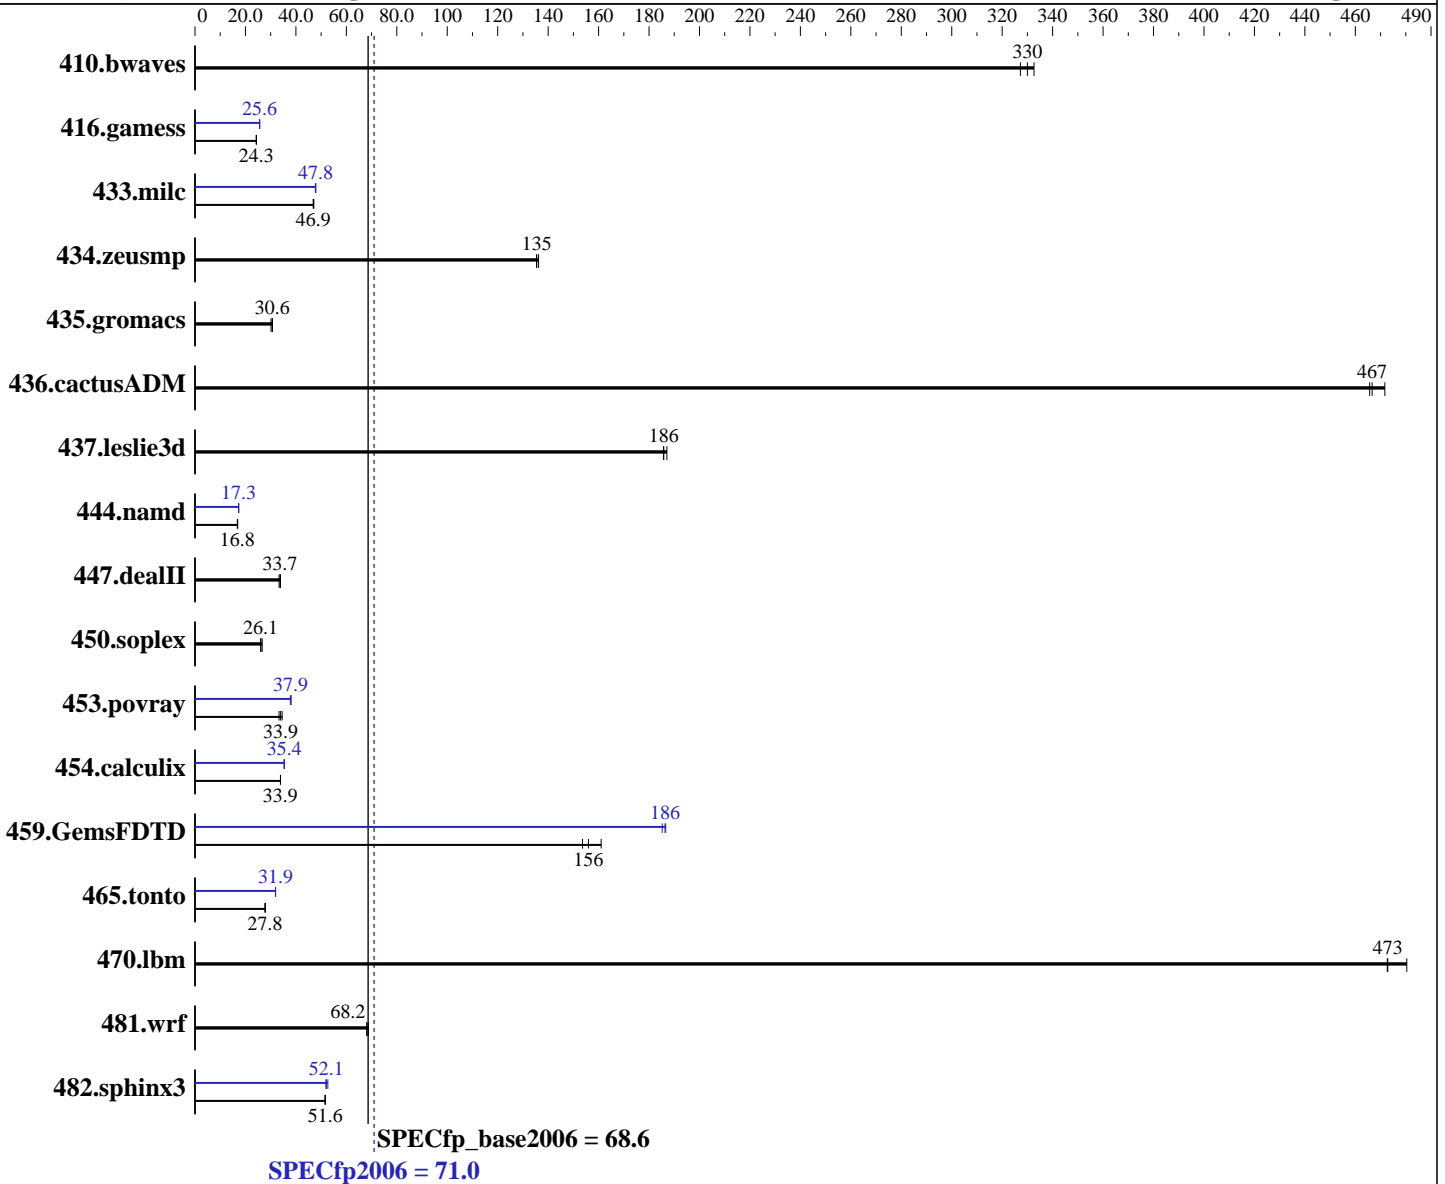 0 20.0 40.0 60.0 80.0 100 120 140 160 180 200 220 240 260 280 300 320 340 360 380 400 420 440 460 490
410.bwaves 330
25.6
416.gamess
24.3
47.8
433.milc
46.9
434.zeusmp 135
435.gromacs 30.6
436.cactusADM 467
437.leslie3d 186
17.3
444.namd
16.8
447.dealII 33.7
450.soplex 26.1
37.9
453.povray
33.9
35.4
454.calculix
33.9
186
459.GemsFDTD
156
31.9
465.tonto
27.8
470.lbm 473
481.wrf 68.2
52.1
482.sphinx3
51.6
SPECfp_base2006 = 68.6
SPECfp2006 = 71.0